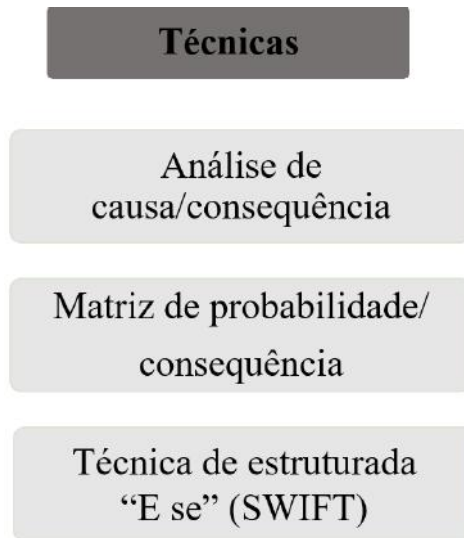 Técnicas
Análise de
causa/consequência
Matriz de probabilidade/
consequência
Técnica de estruturada
“E se” (SWIFT)